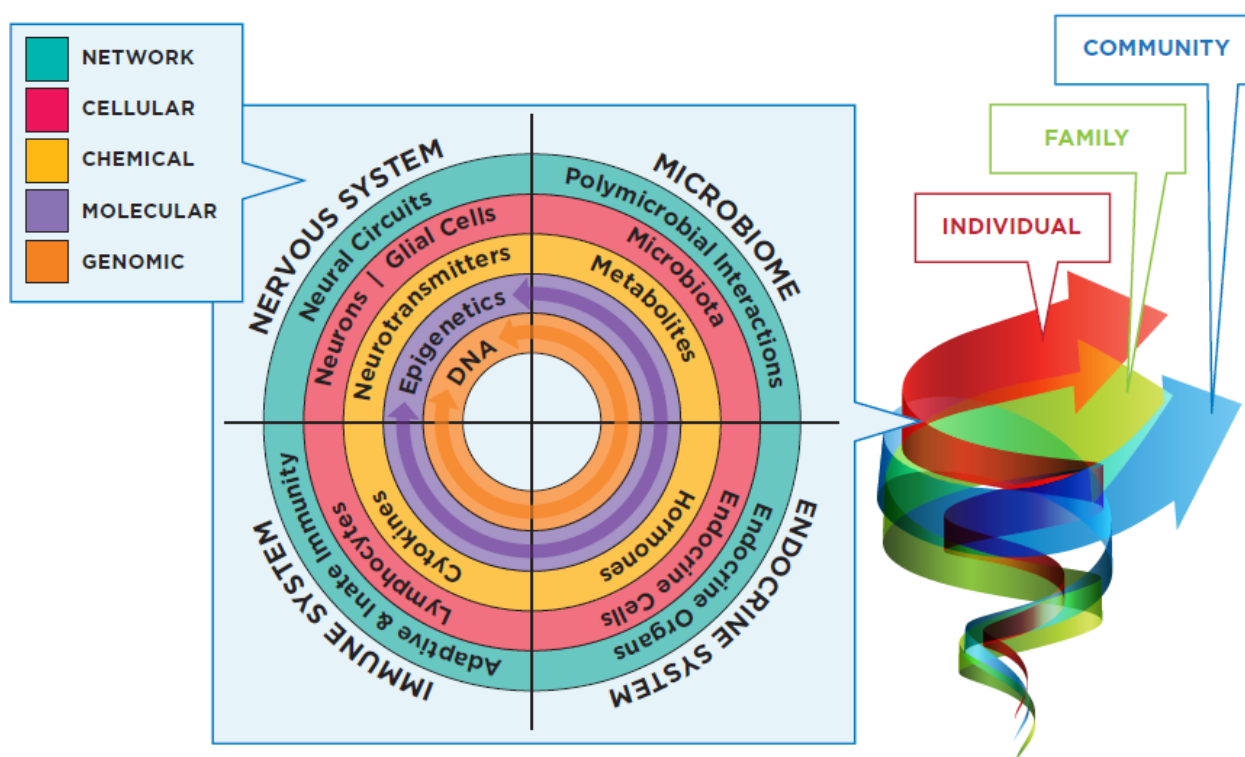 NETWORK
CELLULAR
CHEMICAL
MOLECULAR
GENOMIC
COMMUNITY
FAMILY
INDIVIDUAL
NERVOUS SYSTEM
Neural Circuits
Neurons | Glial Cells
Neurotransmitters
Epigenetics
DNA
MICROBIOME
Polymicrobial Interactions
Microbiota
Metabolites
IMMUNE SYSTEM
Adaptive & Inate Immunity
Lymphocytes
Cytokines
ENDOCRINE SYSTEM
Endocrine Organs
Endocrine Cells
Hormones